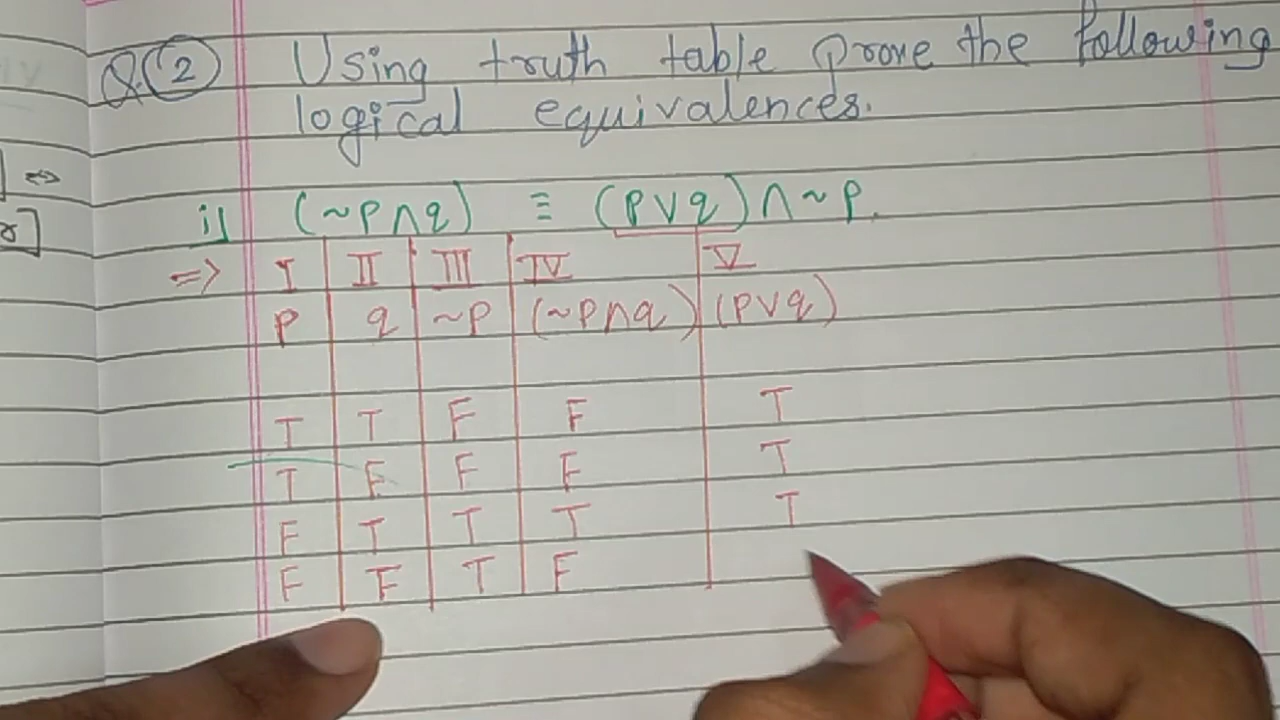 Q.(2) Using truth table prove the following
logical equivalences.
] ⇔
i) (~p∧q) ≡ (p∨q)∧~p.
r]
=> I II III IV V
p q ~p (~p∧q) (p∨q)
T T F F T
T F F F T
F T T T T
F F T F